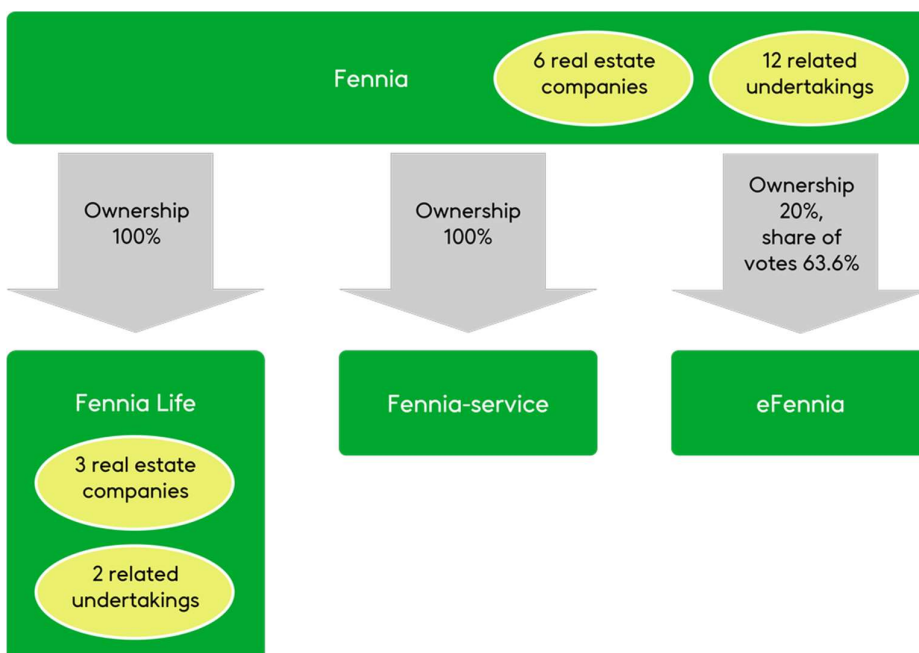 Fennia
6 real estate
companies
12 related
undertakings
Ownership
100%
Ownership
100%
Ownership
20%,
share of
votes 63.6%
Fennia Life
3 real estate
companies
2 related
undertakings
Fennia-service
eFennia